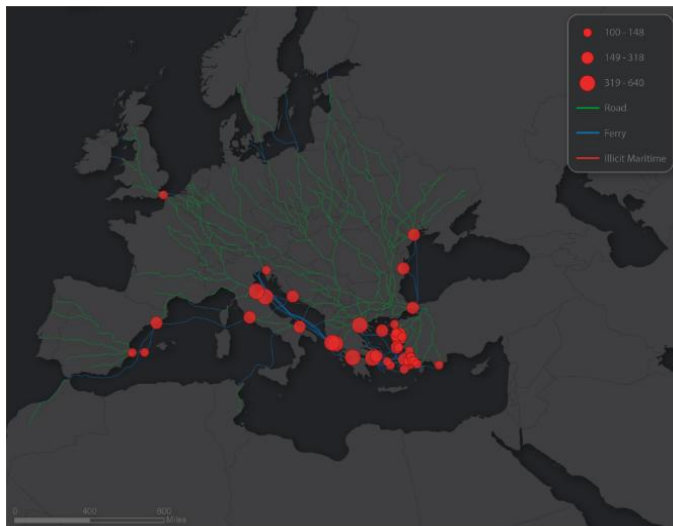 100 - 148
149 - 318
319 - 640
Road
Ferry
Illicit Maritime
0 400 800
Miles